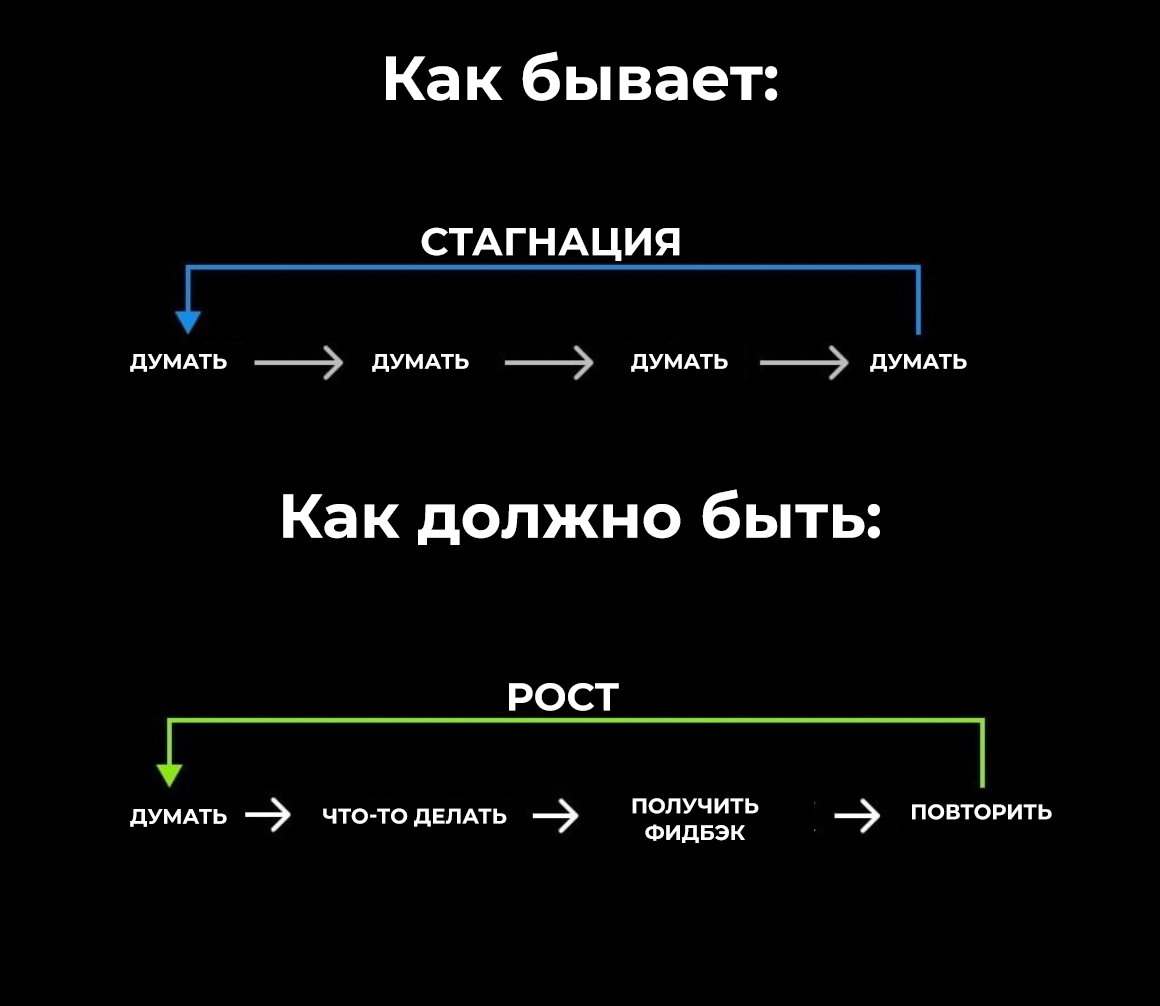 Как бывает:
СТАГНАЦИЯ
ДУМАТЬ ДУМАТЬ ДУМАТЬ ДУМАТЬ
Как должно быть:
РОСТ
ДУМАТЬ ЧТО-ТО ДЕЛАТЬ ПОЛУЧИТЬ
ФИДБЭК ПОВТОРИТЬ